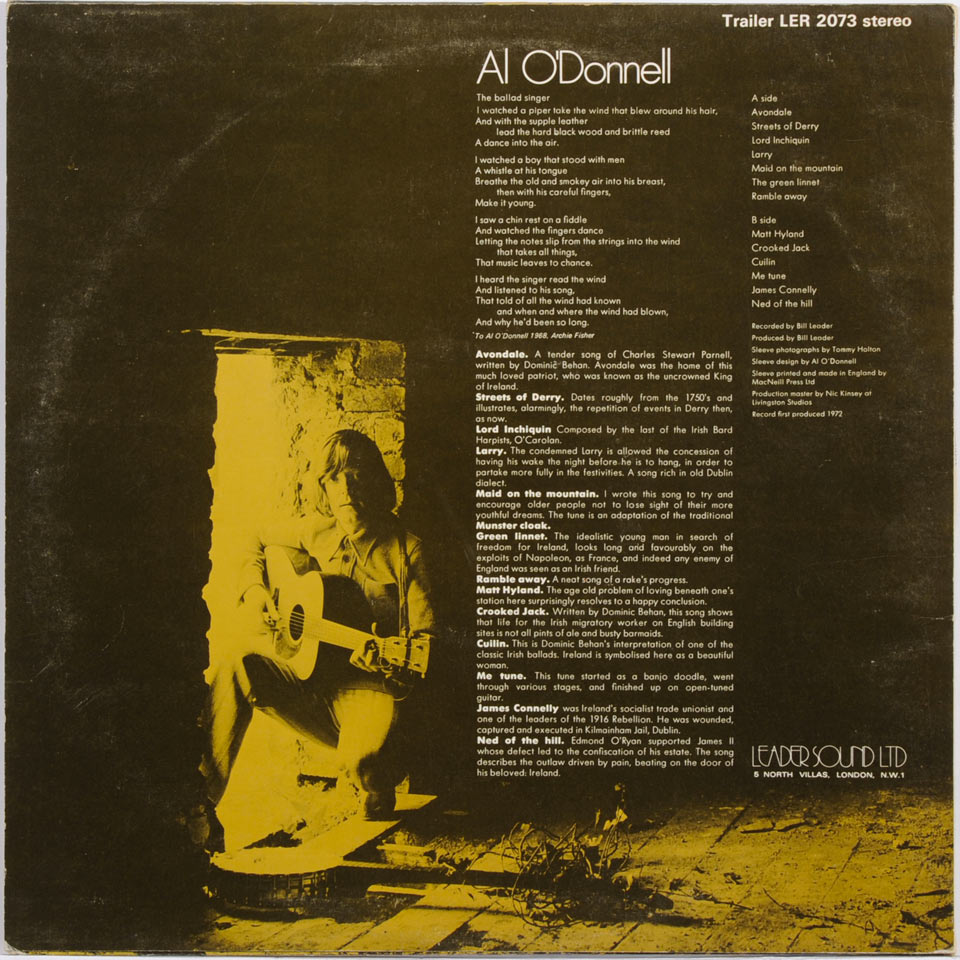 Trailer LER 2073 stereo
Al O'Donnell
The ballad singer
I watched a piper take the wind that blew around his hair,
And with the supple leather
lead the hard black wood and brittle reed
A dance into the air.
I watched a boy that stood with men
A whistle at his tongue
Breathe the old and smokey air into his breast,
then with his careful fingers,
Make it young.
I saw a chin rest on a fiddle
And watched the fingers dance
Letting the notes slip from the strings into the wind
that takes all things,
That music leaves to chance.
I heard the singer read the wind
And listened to his song,
That told of all the wind had known
and when and where the wind had blown,
And why he'd been so long.
'To Al O'Donnell 1968, Archie Fisher
Avondale. A tender song of Charles Stewart Parnell,
written by Dominic Behan. Avondale was the home of this
much loved patriot, who was known as the uncrowned King
of Ireland.
Streets of Derry. Dates roughly from the 1750's and
illustrates, alarmingly, the repetition of events in Derry then,
as now.
Lord Inchiquin Composed by the last of the Irish Bard
Harpists, O'Carolan.
Larry. The condemned Larry is allowed the concession of
having his wake the night before he is to hang, in order to
partake more fully in the festivities. A song rich in old Dublin
dialect.
Maid on the mountain. I wrote this song to try and
encourage older people not to lose sight of their more
youthful dreams. The tune is an adaptation of the traditional
Munster cloak.
Green linnet. The idealistic young man in search of
freedom for Ireland, looks long and favourably on the
exploits of Napoleon, as France, and indeed any enemy of
England was seen as an Irish friend.
Ramble away. A neat song of a rake's progress.
Matt Hyland. The age old problem of loving beneath one's
station here surprisingly resolves to a happy conclusion.
Crooked Jack. Written by Dominic Behan, this song shows
that life for the Irish migratory worker on English building
sites is not all pints of ale and busty barmaids.
Cuilin. This is Dominic Behan's interpretation of one of the
classic Irish ballads. Ireland is symbolised here as a beautiful
woman.
Me tune. This tune started as a banjo doodle, went
through various stages, and finished up on open-tuned
guitar.
James Connelly was Ireland's socialist trade unionist and
one of the leaders of the 1916 Rebellion. He was wounded,
captured and executed in Kilmainham Jail, Dublin.
Ned of the hill. Edmond O'Ryan supported James II
whose defect led to the confiscation of his estate. The song
describes the outlaw driven by pain, beating on the door of
his beloved: Ireland.
A side
Avondale
Streets of Derry
Lord Inchiquin
Larry
Maid on the mountain
The green linnet
Ramble away
B side
Matt Hyland
Crooked Jack
Cuilin
Me tune
James Connelly
Ned of the hill
Recorded by Bill Leader
Produced by Bill Leader
Sleeve photographs by Tommy Holton
Sleeve design by Al O'Donnell
Sleeve printed and made in England by
MacNeill Press Ltd
Production master by Nic Kinsey at
Livingston Studios
Record first produced 1972
LEADER SOUND LTD
5 NORTH VILLAS, LONDON, N.W.1